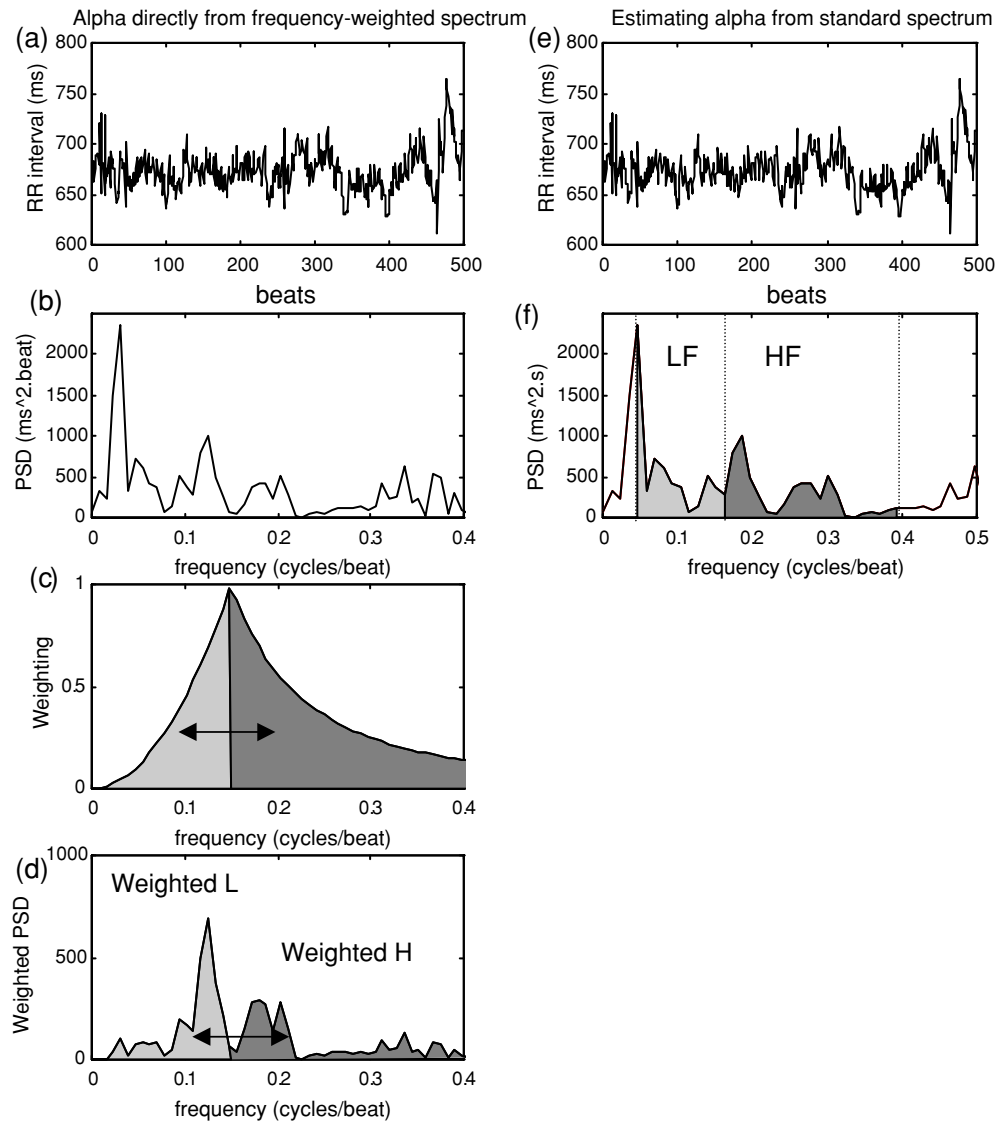 Alpha directly from frequency-weighted spectrum
(a)
800
750
700
650
600
RR interval (ms)
0 100 200 300 400 500
beats
(b)
2000
1500
1000
500
0
PSD (ms^2.beat)
0 0.1 0.2 0.3 0.4
frequency (cycles/beat)
(c)
1
0.5
0
Weighting
0 0.1 0.2 0.3 0.4
frequency (cycles/beat)
(d)
1000
500
0
Weighted PSD
Weighted L
Weighted H
0 0.1 0.2 0.3 0.4
frequency (cycles/beat)
Estimating alpha from standard spectrum
(e)
800
750
700
650
600
RR interval (ms)
0 100 200 300 400 500
beats
(f)
2000
1500
1000
500
0
PSD (ms^2.s)
LF HF
0 0.1 0.2 0.3 0.4 0.5
frequency (cycles/beat)